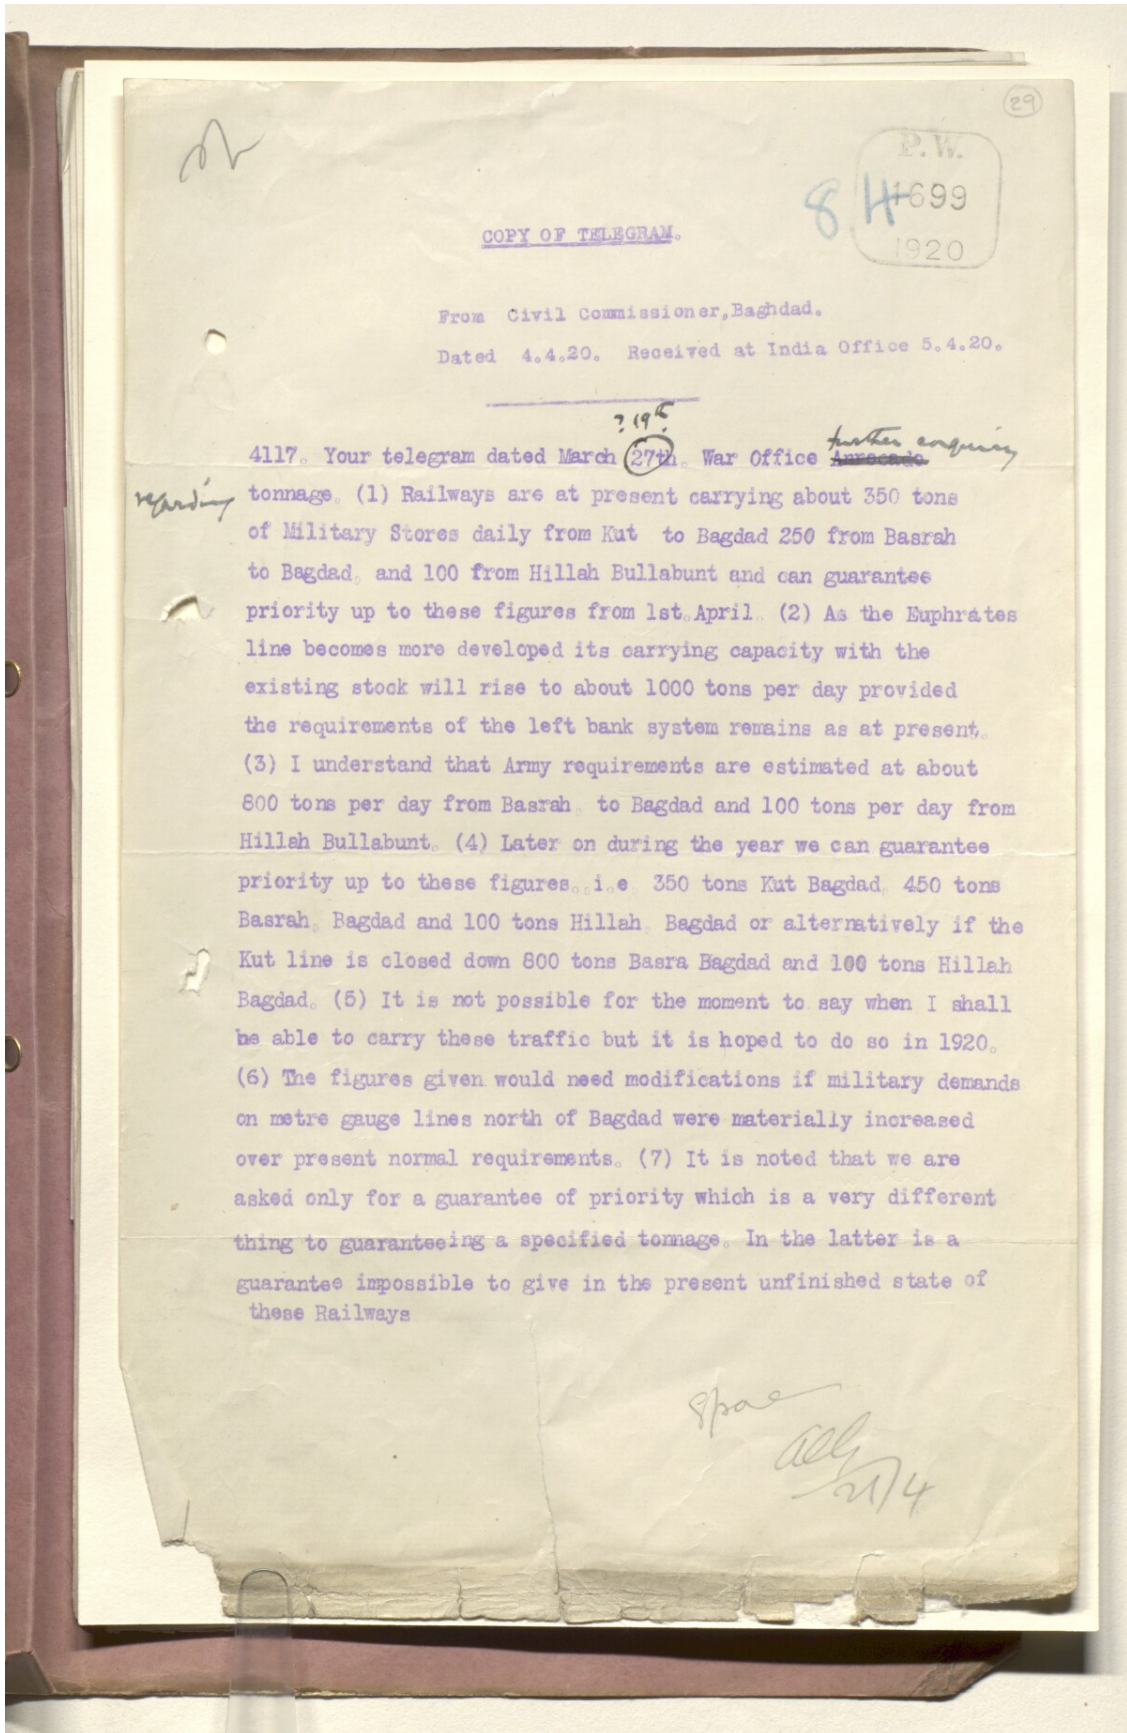 29
P.W.
84
1699
1920
COPY OF TELEGRAM.
From Civil Commissioner, Baghdad.
Dated 4.4.20. Received at India Office 5.4.20.
? 19th
further enquiry
4117. Your telegram dated March 27th. War Office
regarding
tonnage. (1) Railways are at present carrying about 350 tons
of Military Stores daily from Kut to Bagdad 250 from Basrah
to Bagdad, and 100 from Hillah Bullabunt and can guarantee
priority up to these figures from 1st.April. (2) As the Euphrates
line becomes more developed its carrying capacity with the
existing stock will rise to about 1000 tons per day provided
the requirements of the left bank system remains as at present.
(3) I understand that Army requirements are estimated at about
800 tons per day from Basrah, to Bagdad and 100 tons per day from
Hillah Bullabunt. (4) Later on during the year we can guarantee
priority up to these figures..i.e. 350 tons Kut Bagdad, 450 tons
Basrah, Bagdad and 100 tons Hillah, Bagdad or alternatively if the
Kut line is closed down 800 tons Basra Bagdad and 100 tons Hillah
Bagdad. (5) It is not possible for the moment to say when I shall
be able to carry these traffic but it is hoped to do so in 1920.
(6) The figures given would need modifications if military demands
on metre gauge lines north of Bagdad were materially increased
over present normal requirements. (7) It is noted that we are
asked only for a guarantee of priority which is a very different
thing to guaranteeing a specified tonnage. In the latter is a
guarantee impossible to give in the present unfinished state of
these Railways
21/4